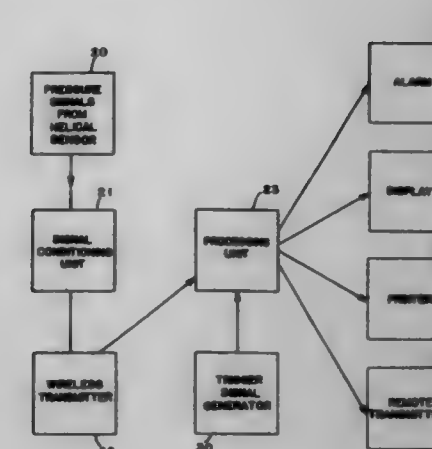 20
PRESSURE
SIGNALS
FROM
HELICAL
SENSOR
21
SIGNAL
CONDITIONING
UNIT
WIRELESS
TRANSMITTER
23
PROCESSING
UNIT
TRIGGER
SIGNAL
GENERATOR
ALARM
DISPLAY
PRINTER
REMOTE